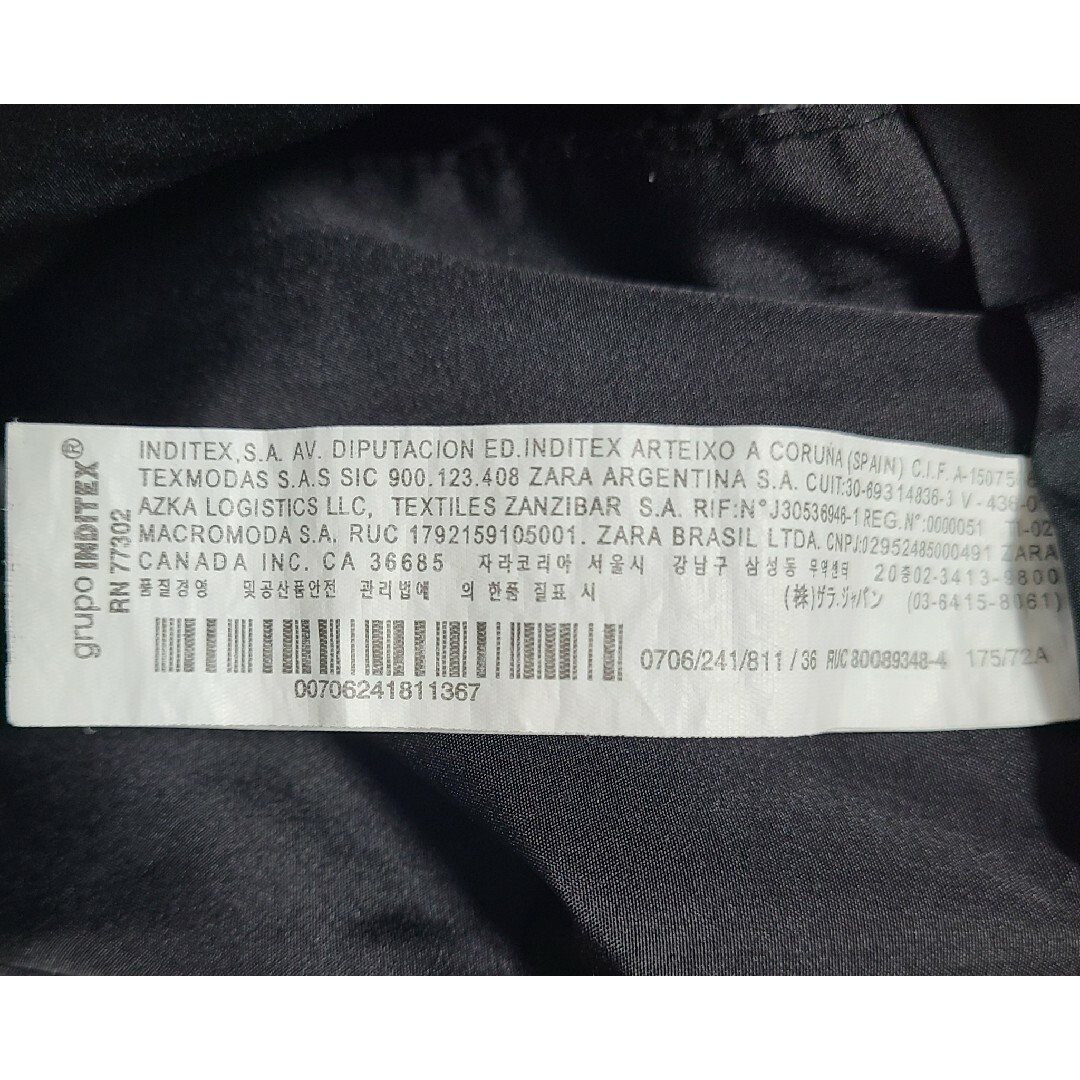 grupo INDITEX®
RN 77302
INDITEX,S.A. AV. DIPUTACION ED.INDITEX ARTEIXO A CORUÑA (SPAIN) C.I.F. A-15075
TEXMODAS S.A.S SIC 900.123.408 ZARA ARGENTINA S.A. CUIT:30-69314836-3 V - 436-0
AZKA LOGISTICS LLC, TEXTILES ZANZIBAR S.A. RIF:N°J30536946-1 REG.N°:0000051 TI-02
MACROMODA S.A. RUC 1792159105001. ZARA BRASIL LTDA. CNPJ:02952485000491 ZARA
CANADA INC. CA 36685 자라코리아 서울시 강남구 삼성동 무역센터 20층02-3413-9800
품질경영 및공산품안전 관리법에 의 한품 질표 시 (株)ザラ.ジャパン (03-6415-8061)
0706/241/811 / 36 RUC 80089348-4 175/72A
00706241811367